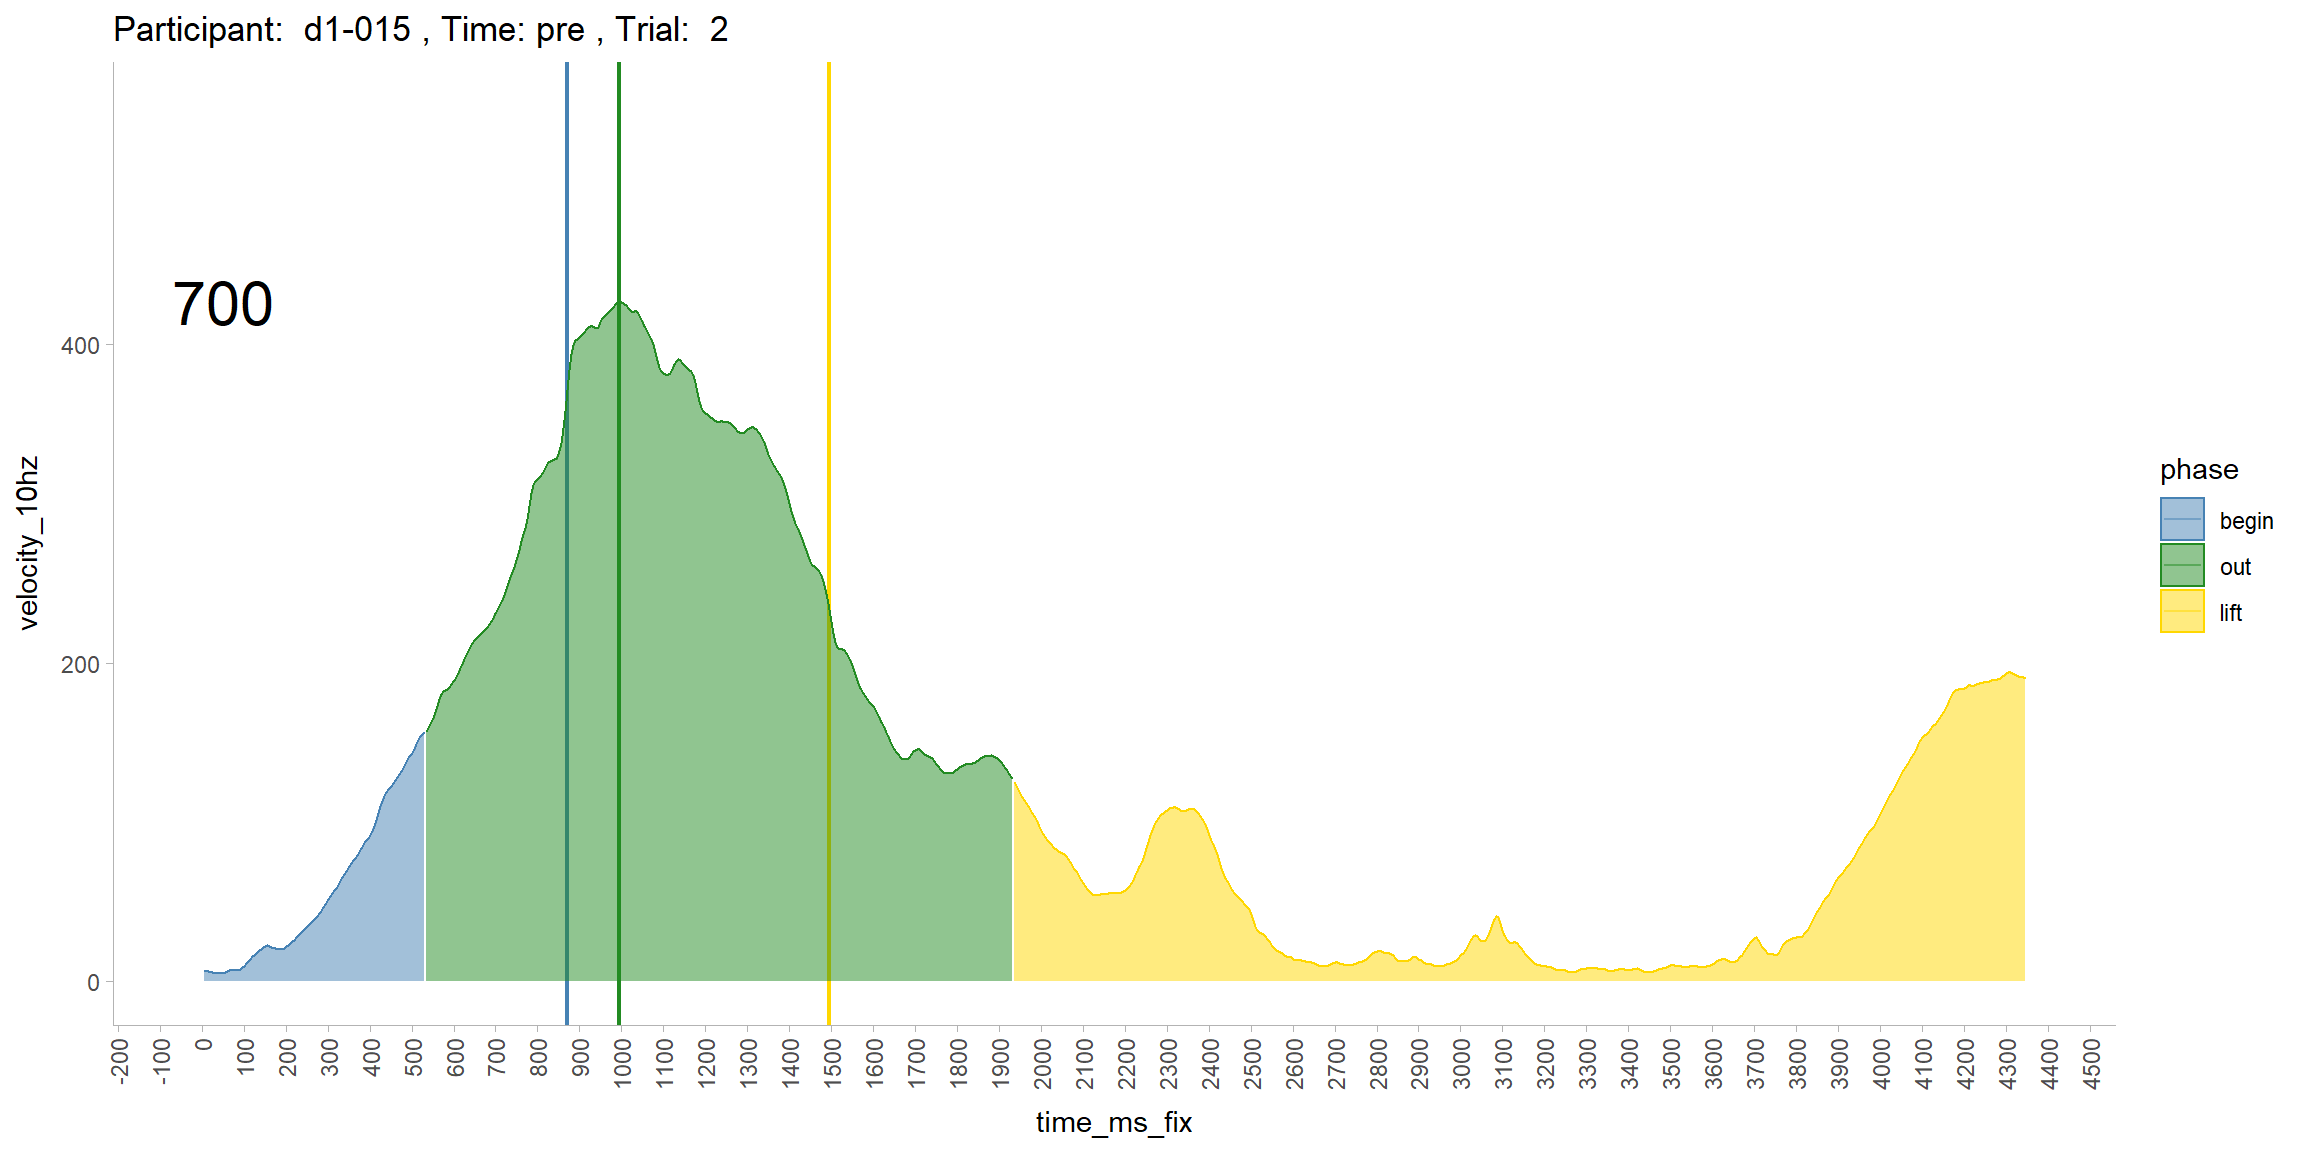 Participant:  d1-015 , Time: pre , Trial:  2
700
400
200
0
velocity_10hz
-200 -100 0 100 200 300 400 500 600 700 800 900 1000 1100 1200 1300 1400 1500 1600 1700 1800 1900 2000 2100 2200 2300 2400 2500 2600 2700 2800 2900 3000 3100 3200 3300 3400 3500 3600 3700 3800 3900 4000 4100 4200 4300 4400 4500
time_ms_fix
phase
begin
out
lift